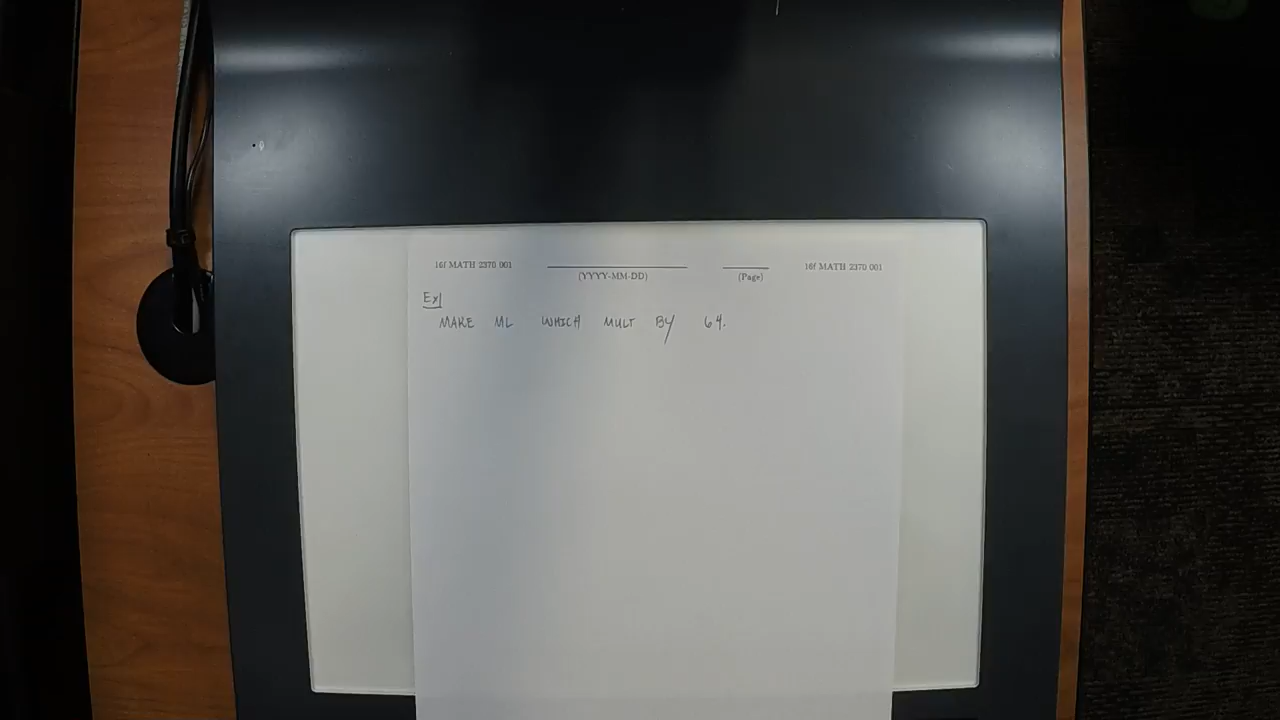 16f MATH 2370 001 (YYYY-MM-DD) (Page) 16f MATH 2370 001
Ex|
MAKE ML WHICH MULT BY 64.